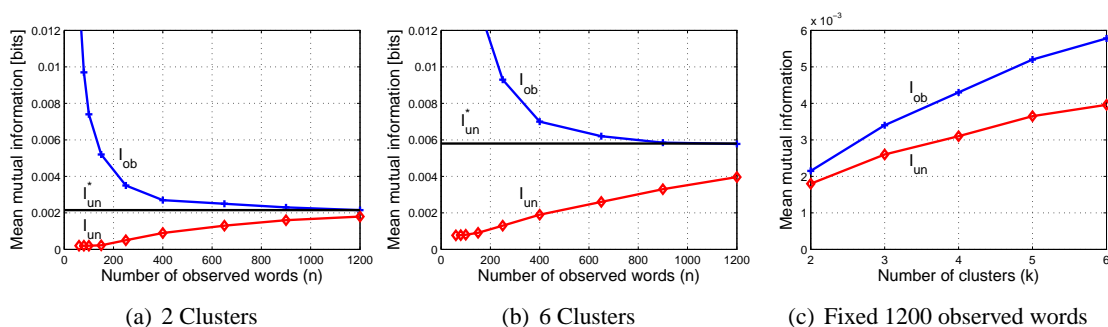 Mean mutual information [bits]
0.012
0.01
0.008
0.006
0.004
0.002
0
I_ob
I*_un
I_un
0 200 400 600 800 1000 1200
Number of observed words (n)
(a) 2 Clusters
Mean mutual information [bits]
0.012
0.01
0.008
0.006
0.004
0.002
0
I_ob
I*_un
I_un
0 200 400 600 800 1000 1200
Number of observed words (n)
(b) 6 Clusters
x 10^-3
Mean mutual information
6
5
4
3
2
1
0
I_ob
I_un
2 3 4 5 6
Number of clusters (k)
(c) Fixed 1200 observed words